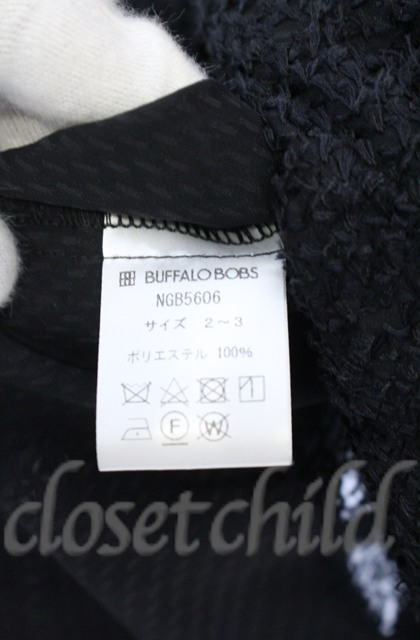 BUFFALO BOBS
NGB5606
サイズ 2～3
ポリエステル 100%
F
W
closet child